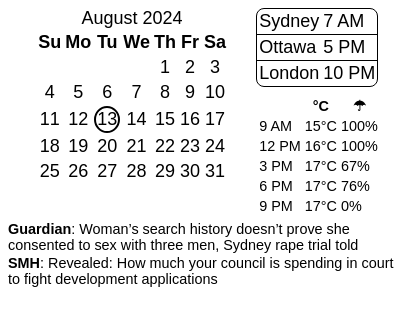 August 2024
Su Mo Tu We Th Fr Sa
1 2 3
4 5 6 7 8 9 10
11 12 13 14 15 16 17
18 19 20 21 22 23 24
25 26 27 28 29 30 31
Sydney 7 AM
Ottawa 5 PM
London 10 PM
°C ☂
9 AM 15°C 100%
12 PM 16°C 100%
3 PM 17°C 67%
6 PM 17°C 76%
9 PM 17°C 0%
Guardian: Woman’s search history doesn’t prove she
consented to sex with three men, Sydney rape trial told
SMH: Revealed: How much your council is spending in court
to fight development applications